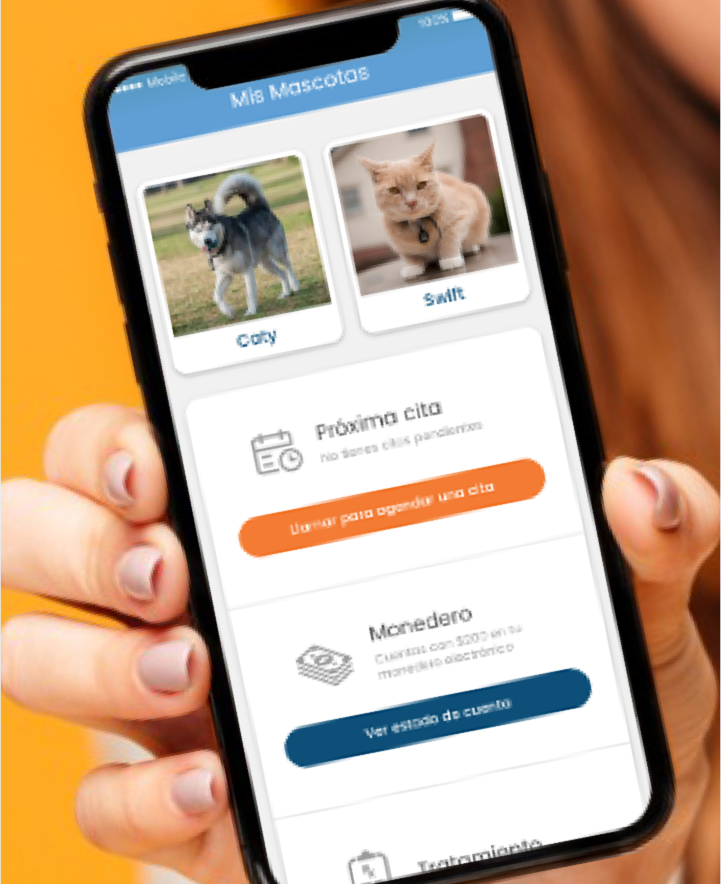 Mobile 100%
Mis Mascotas
Caty
Swift
Próxima cita
No tienes citas pendientes
Llamar para agendar una cita
Monedero
Cuentas con $200 en tu
monedero electrónico
Ver estado de cuenta
Tratamiento